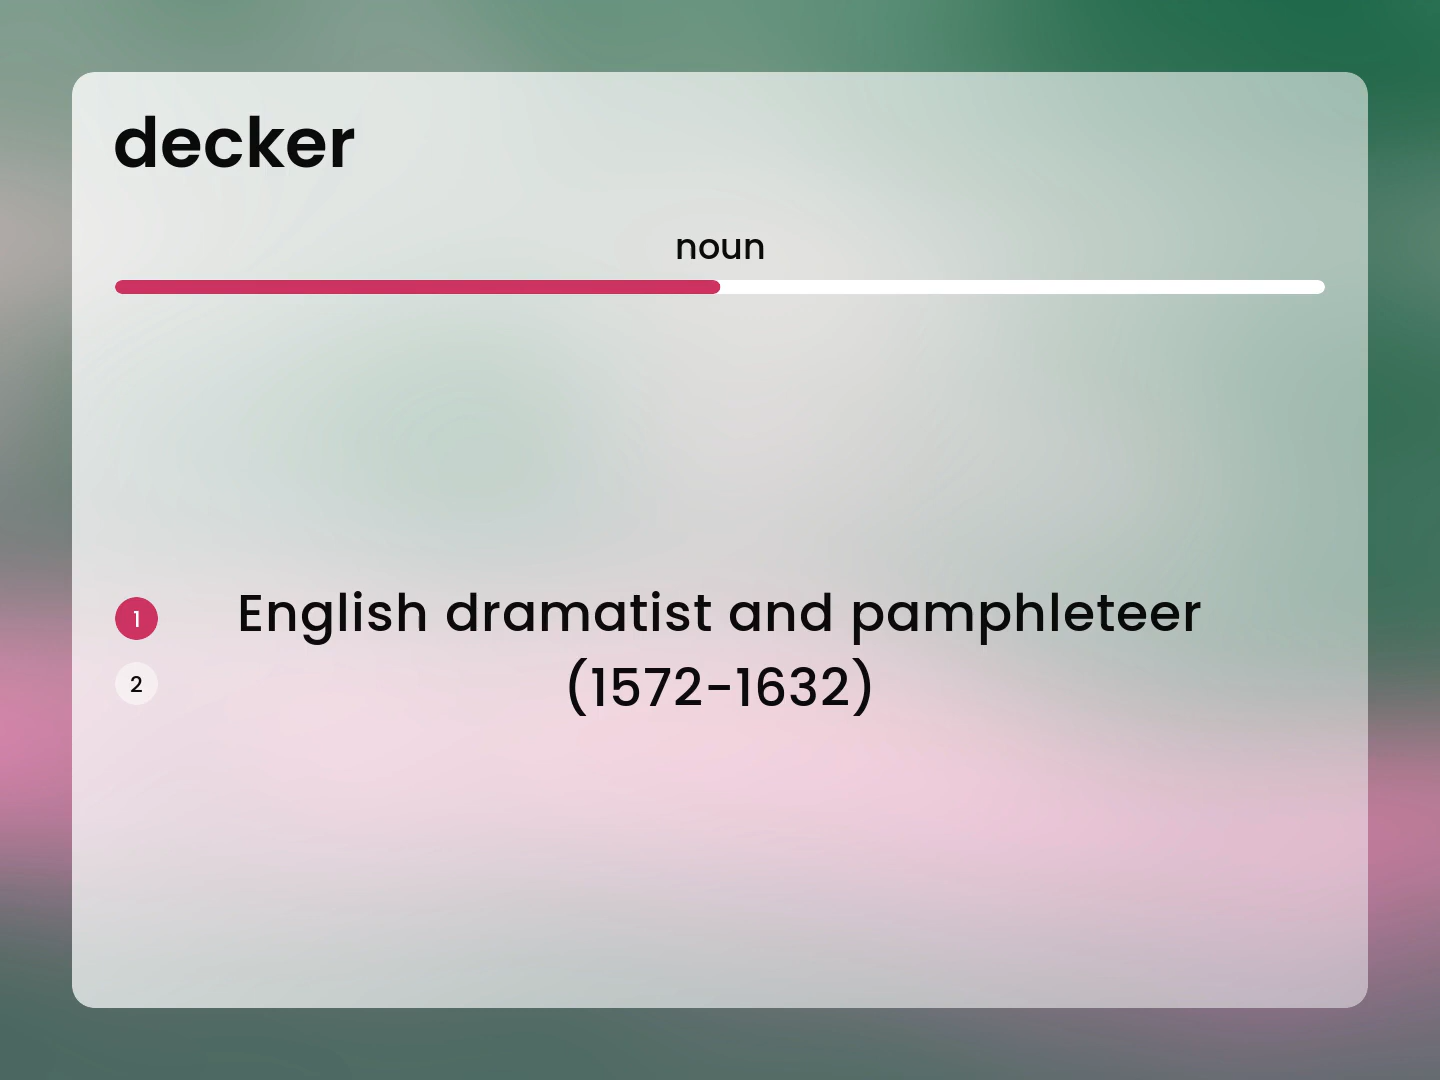 decker
noun
1
English dramatist and pamphleteer
2
(1572-1632)